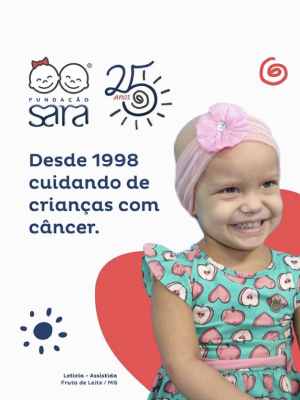 FUNDAÇÃO
sara
25
anos
Desde 1998
cuidando de
crianças com
câncer.
Letícia - Assistida
Fruta de Leite / MG